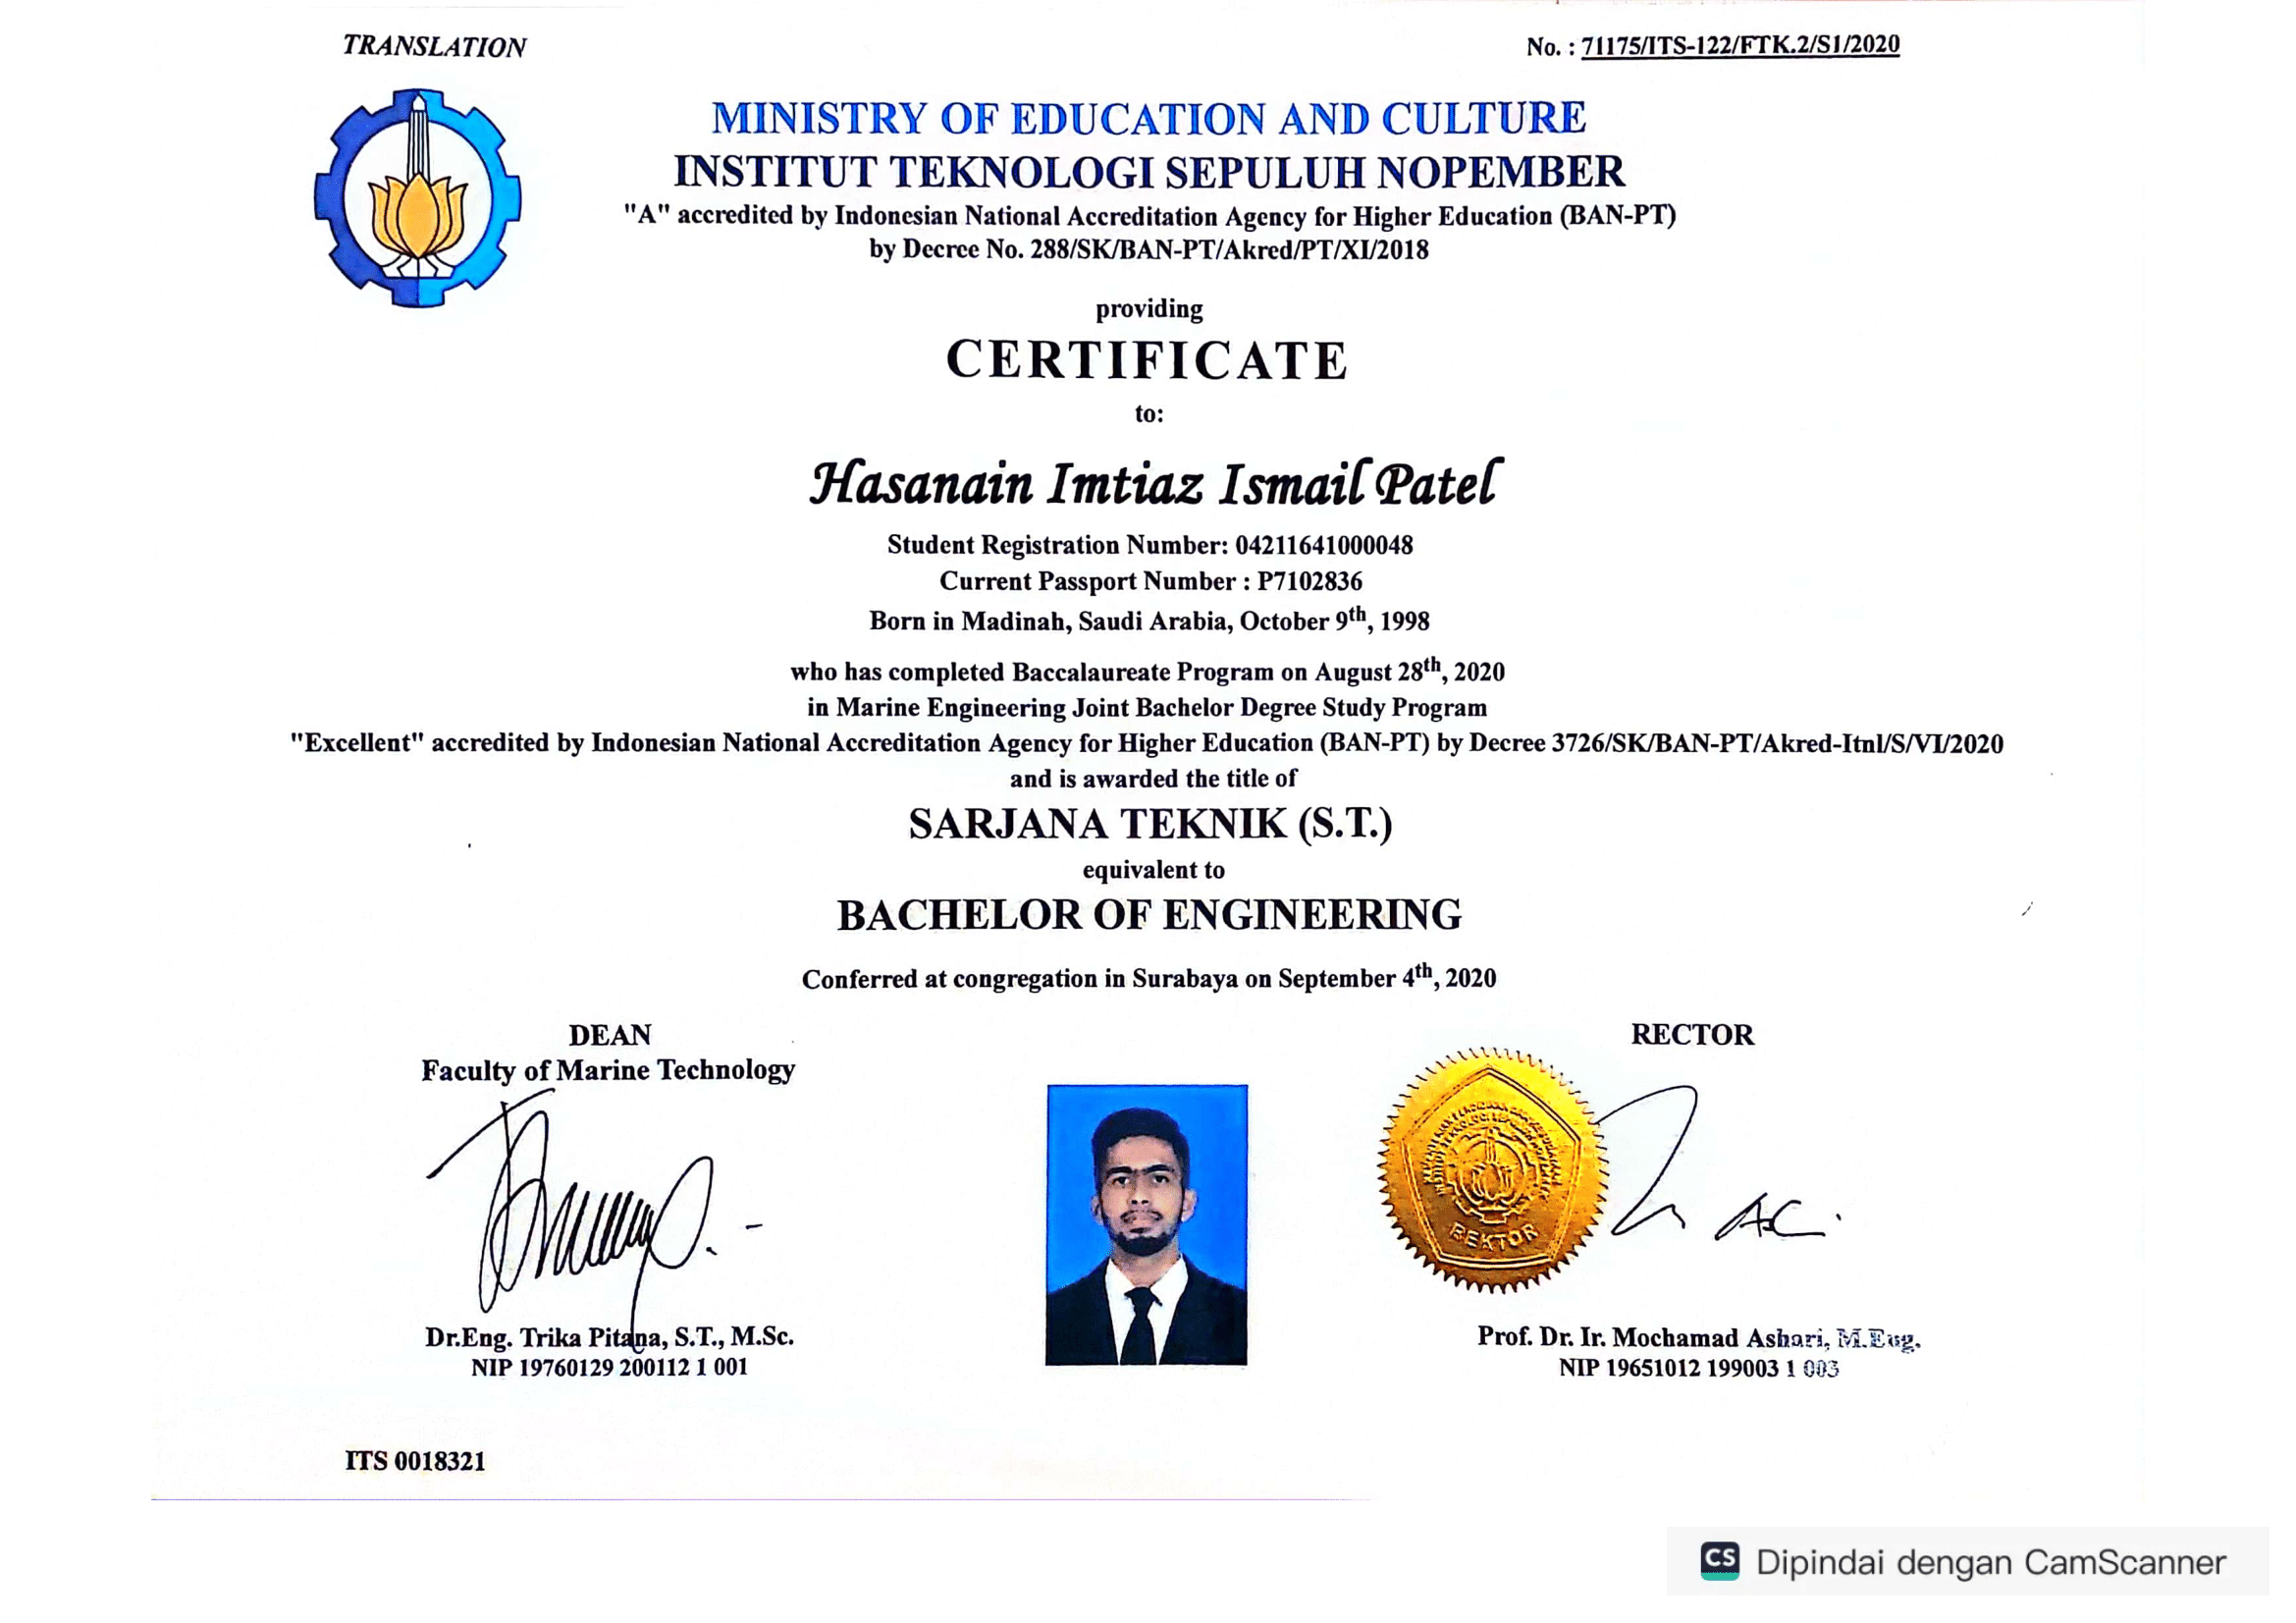 TRANSLATION
No. : 71175/ITS-122/FTK.2/S1/2020
MINISTRY OF EDUCATION AND CULTURE
INSTITUT TEKNOLOGI SEPULUH NOPEMBER
"A" accredited by Indonesian National Accreditation Agency for Higher Education (BAN-PT)
by Decree No. 288/SK/BAN-PT/Akred/PT/XI/2018
providing
CERTIFICATE
to:
Hasanain Imtiaz Ismail Patel
Student Registration Number: 04211641000048
Current Passport Number : P7102836
Born in Madinah, Saudi Arabia, October 9th, 1998
who has completed Baccalaureate Program on August 28th, 2020
in Marine Engineering Joint Bachelor Degree Study Program
"Excellent" accredited by Indonesian National Accreditation Agency for Higher Education (BAN-PT) by Decree 3726/SK/BAN-PT/Akred-Itnl/S/VI/2020
and is awarded the title of
SARJANA TEKNIK (S.T.)
equivalent to
BACHELOR OF ENGINEERING
Conferred at congregation in Surabaya on September 4th, 2020
DEAN
Faculty of Marine Technology
Dr.Eng. Trika Pitana, S.T., M.Sc.
NIP 19760129 200112 1 001
RECTOR
REKTOR
Prof. Dr. Ir. Mochamad Ashari, M.Eng.
NIP 19651012 199003 1 003
ITS 0018321
CS Dipindai dengan CamScanner